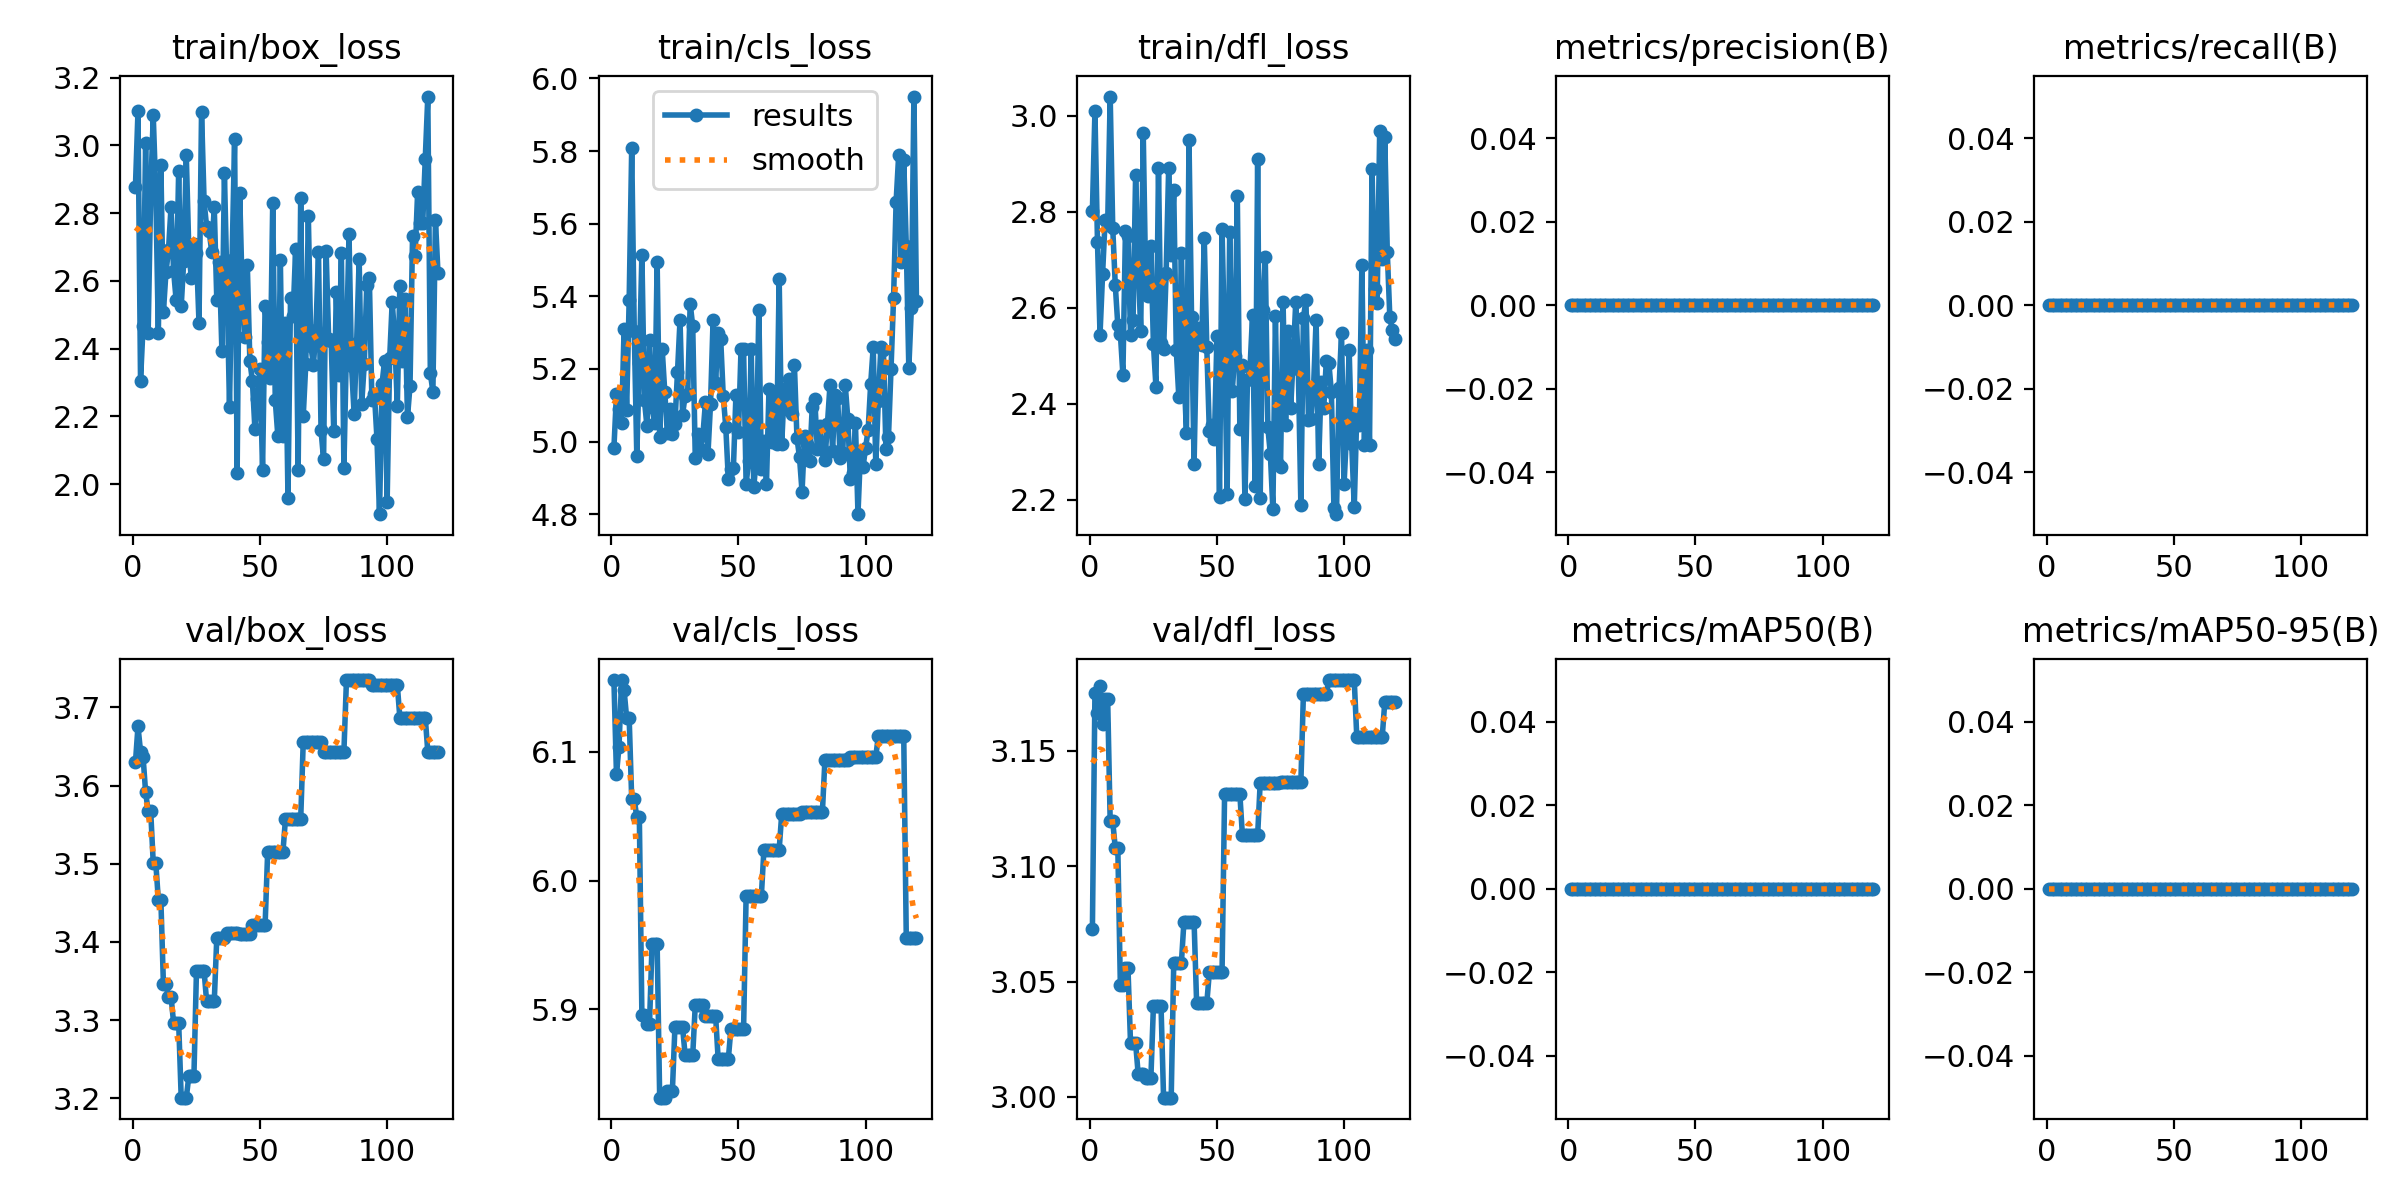 train/box_loss
3.2
3.0
2.8
2.6
2.4
2.2
2.0
0 50 100
train/cls_loss
results
smooth
6.0
5.8
5.6
5.4
5.2
5.0
4.8
0 50 100
train/dfl_loss
3.0
2.8
2.6
2.4
2.2
0 50 100
metrics/precision(B)
0.04
0.02
0.00
−0.02
−0.04
0 50 100
metrics/recall(B)
0.04
0.02
0.00
−0.02
−0.04
0 50 100
val/box_loss
3.7
3.6
3.5
3.4
3.3
3.2
0 50 100
val/cls_loss
6.1
6.0
5.9
0 50 100
val/dfl_loss
3.15
3.10
3.05
3.00
0 50 100
metrics/mAP50(B)
0.04
0.02
0.00
−0.02
−0.04
0 50 100
metrics/mAP50-95(B)
0.04
0.02
0.00
−0.02
−0.04
0 50 100